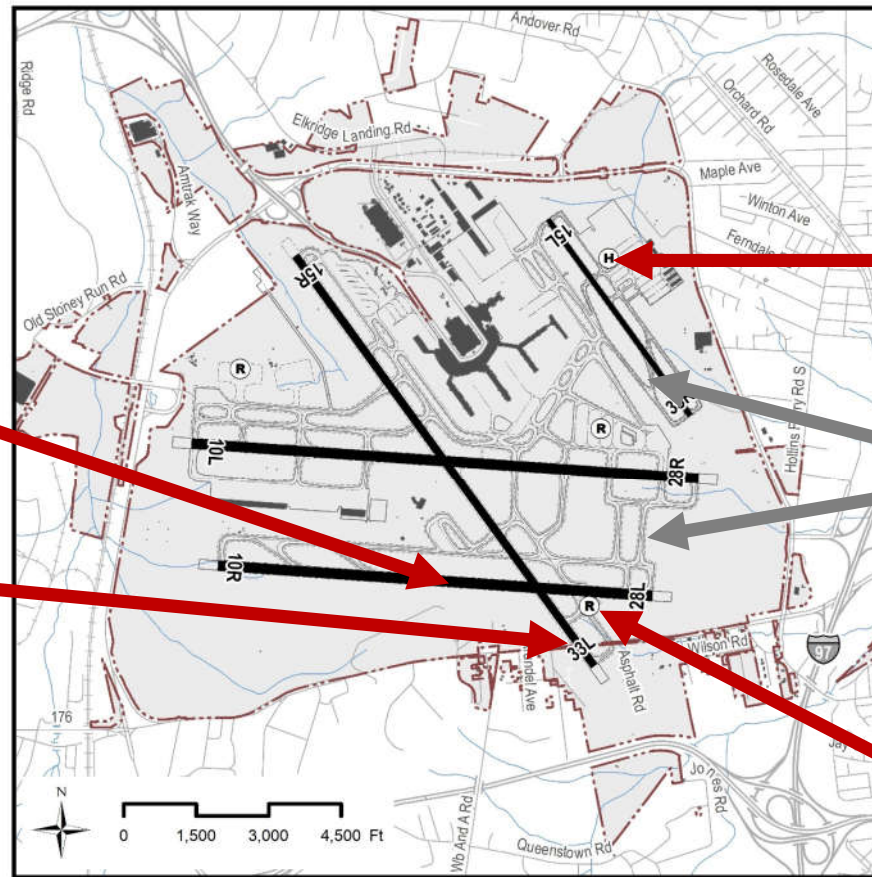 Andover Rd
Ridge Rd
Rosedale Ave
Orchard Rd
Elkridge Landing Rd
Maple Ave
Amtrak Way
Winton Ave
Ferndale
15L
H
15R
Old Stoney Run Rd
R
R
Hollins Ferry Rd S
10L
28R
10R
28L
R
33L
Wilson Rd
97
Asphalt Rd
176
Jones Rd
N
0 1,500 3,000 4,500 Ft
Wb And A Rd
Queenstown Rd